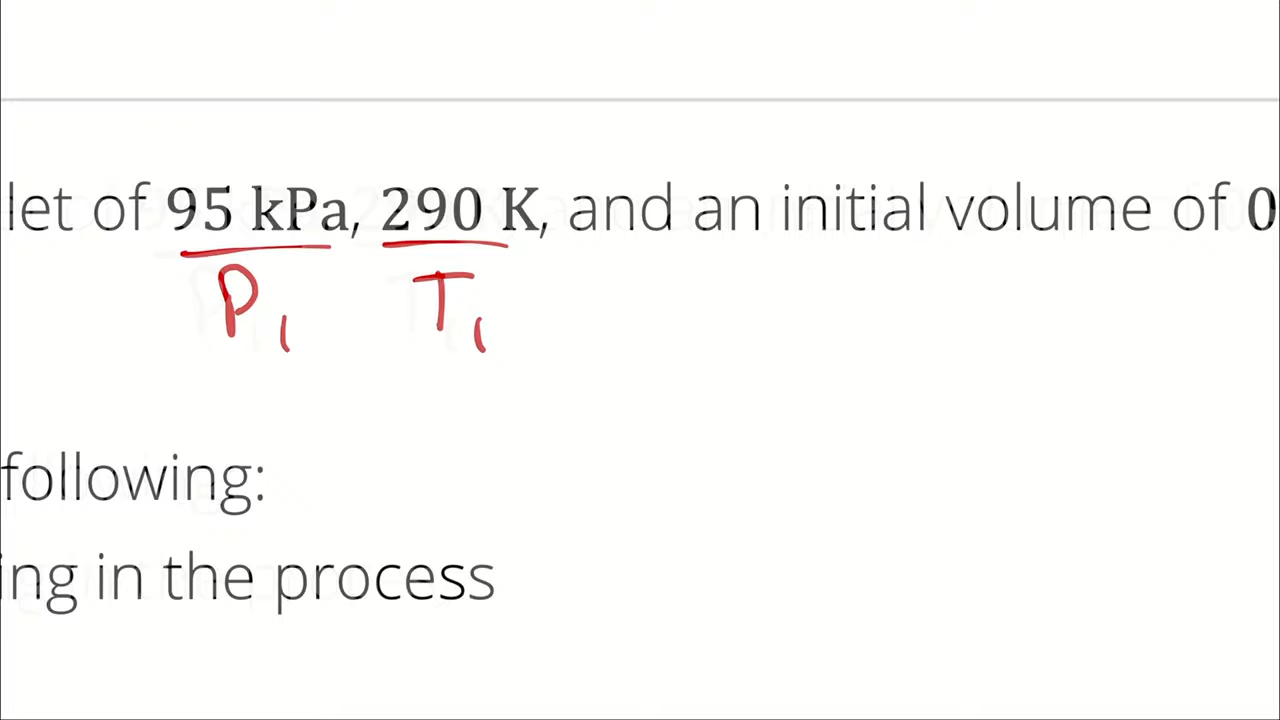 let of 95 kPa, 290 K, and an initial volume of 0
P₁ T₁
following:
ing in the process